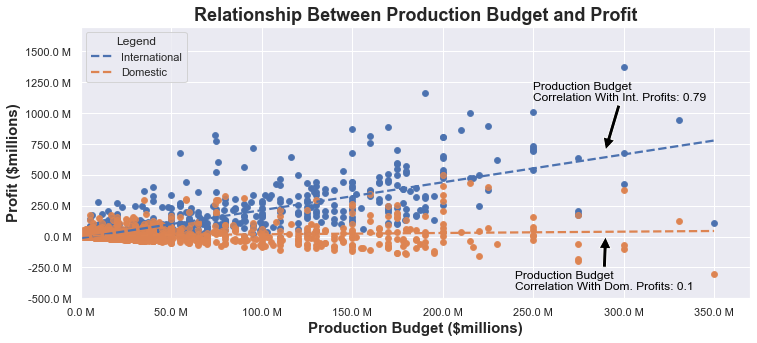 Relationship Between Production Budget and Profit
Legend
International
Domestic
Profit ($millions)
1500.0 M
1250.0 M
1000.0 M
750.0 M
500.0 M
250.0 M
0.0 M
-250.0 M
-500.0 M
Production Budget
Correlation With Int. Profits: 0.79
Production Budget
Correlation With Dom. Profits: 0.1
0.0 M 50.0 M 100.0 M 150.0 M 200.0 M 250.0 M 300.0 M 350.0 M
Production Budget ($millions)